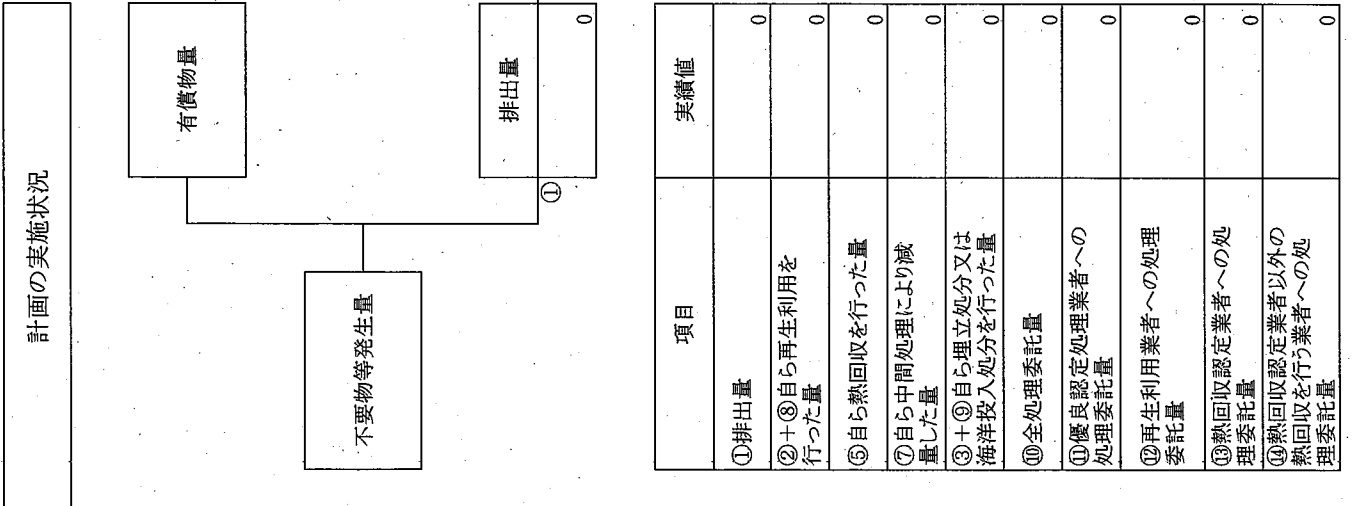 計画の実施状況
有償物量
不要物等発生量
排出量
①
0
項目
実績値
①排出量
0
②+⑧自ら再生利用を
行った量
0
⑤自ら熱回収を行った量
0
⑦自ら中間処理により減
量した量
0
③+⑨自ら埋立処分又は
海洋投入処分を行った量
0
⑩全処理委託量
0
⑪優良認定処理業者への
処理委託量
0
⑫再生利用業者への処理
委託量
0
⑬熱回収認定業者への処
理委託量
0
⑭熱回収認定業者以外の
熱回収を行う業者への処
理委託量
0